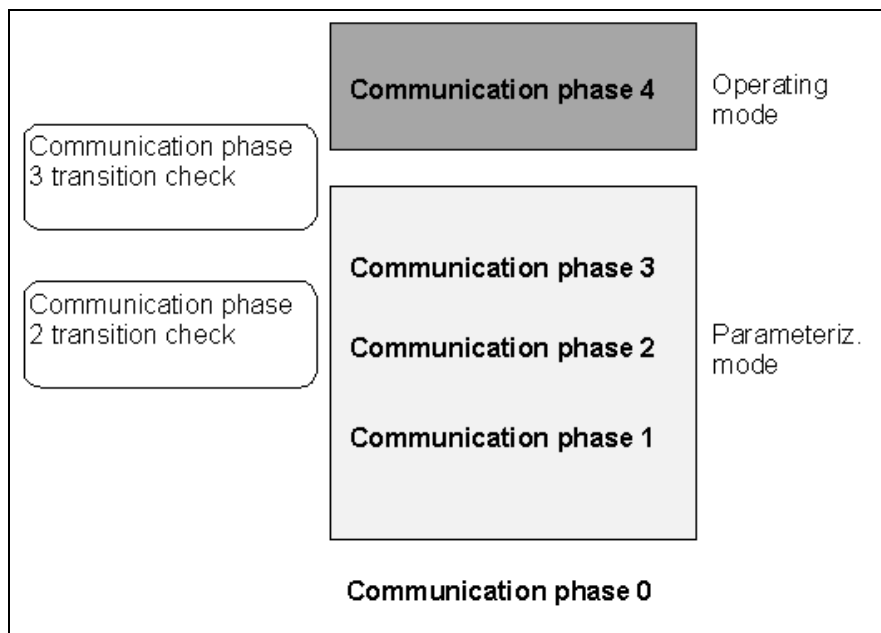 Communication phase 4
Operating
mode
Communication phase
3 transition check
Communication phase 3
Communication phase
2 transition check
Communication phase 2
Parameteriz.
mode
Communication phase 1
Communication phase 0